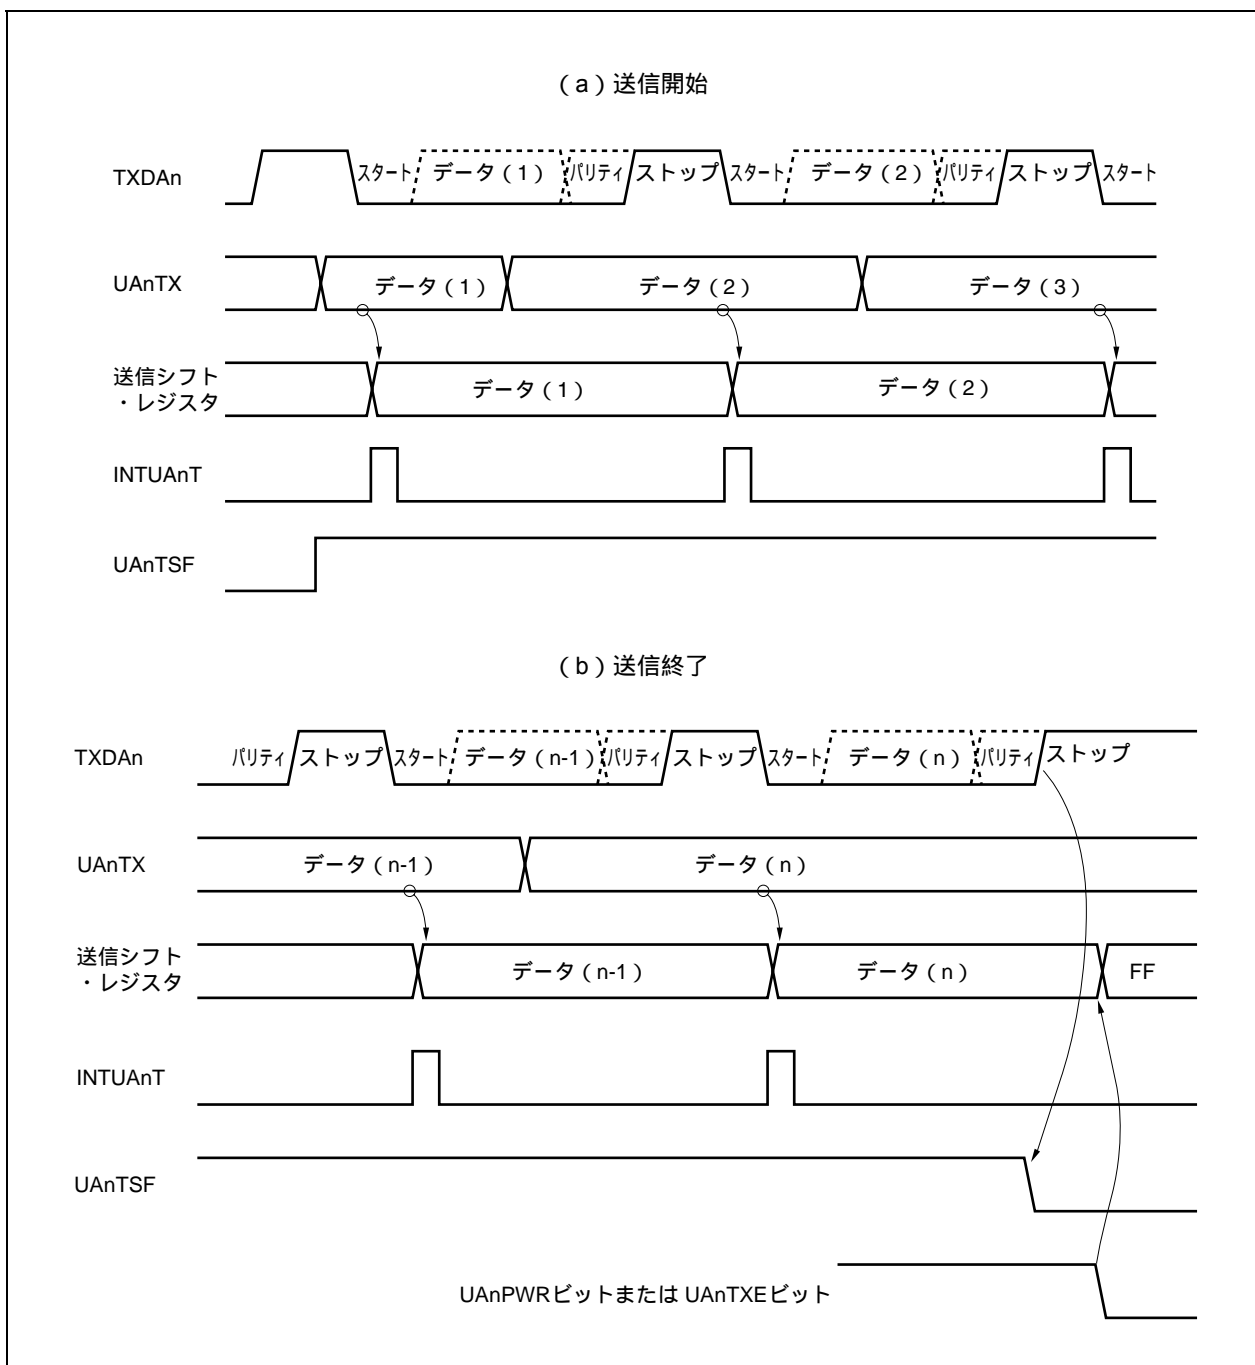 (a)送信開始
TXDAn
スタート データ(1) パリティ ストップ スタート データ(2) パリティ ストップ スタート
UAnTX
データ(1) データ(2) データ(3)
送信シフト
・レジスタ
データ(1) データ(2)
INTUAnT
UAnTSF
(b)送信終了
TXDAn
パリティ ストップ スタート データ(n-1) パリティ ストップ スタート データ(n) パリティ ストップ
UAnTX
データ(n-1) データ(n)
送信シフト
・レジスタ
データ(n-1) データ(n) FF
INTUAnT
UAnTSF
UAnPWRビットまたは UAnTXEビット